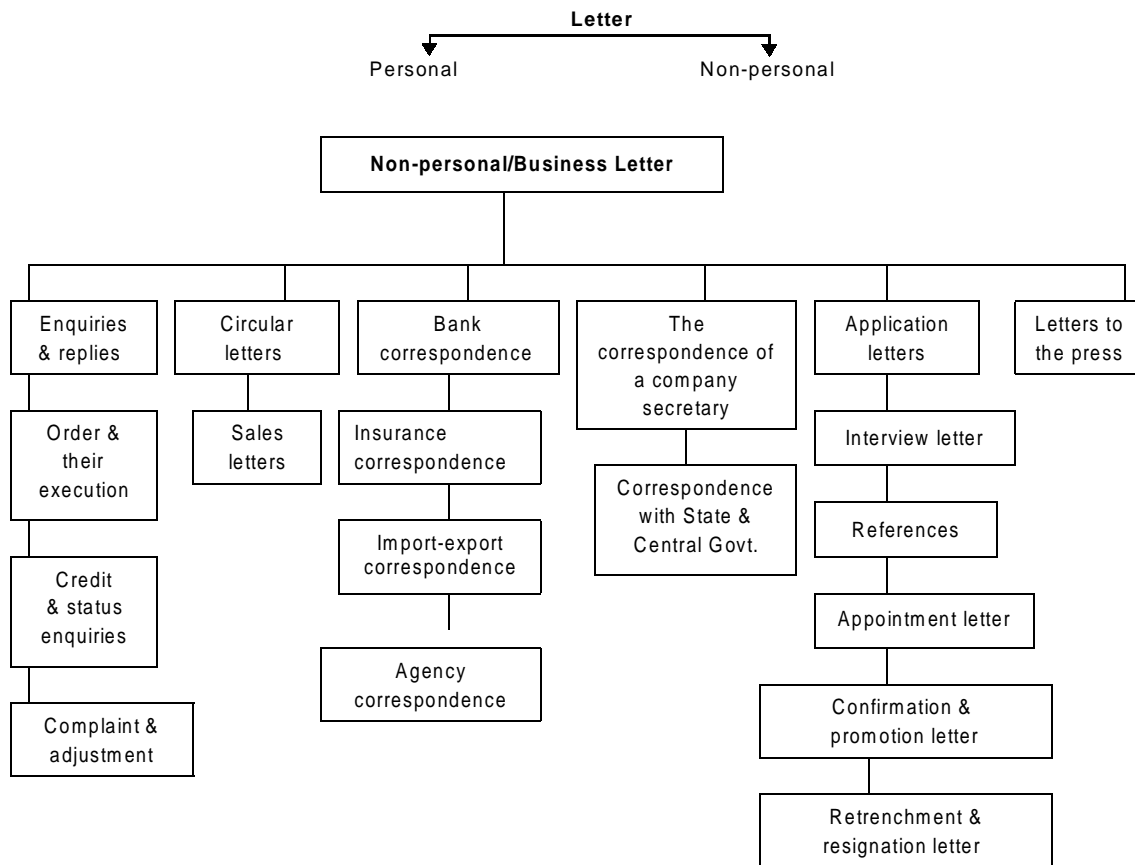 Letter
Personal
Non-personal
Non-personal/Business Letter
Enquiries
& replies
Order &
their
execution
Credit
& status
enquiries
Complaint &
adjustment
Circular
letters
Sales
letters
Bank
correspondence
Insurance
correspondence
Import-export
correspondence
Agency
correspondence
The
correspondence of
a company
secretary
Correspondence
with State &
Central Govt.
Application
letters
Interview letter
References
Appointment letter
Confirmation &
promotion letter
Retrenchment &
resignation letter
Letters to
the press